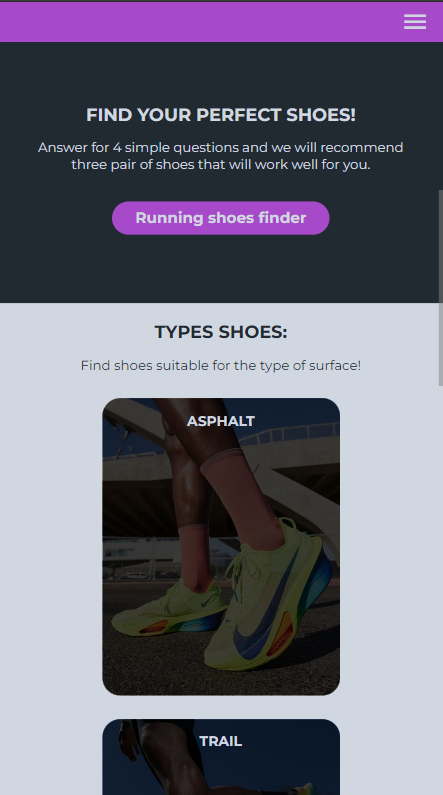 FIND YOUR PERFECT SHOES!
Answer for 4 simple questions and we will recommend
three pair of shoes that will work well for you.
Running shoes finder
TYPES SHOES:
Find shoes suitable for the type of surface!
ASPHALT
TRAIL